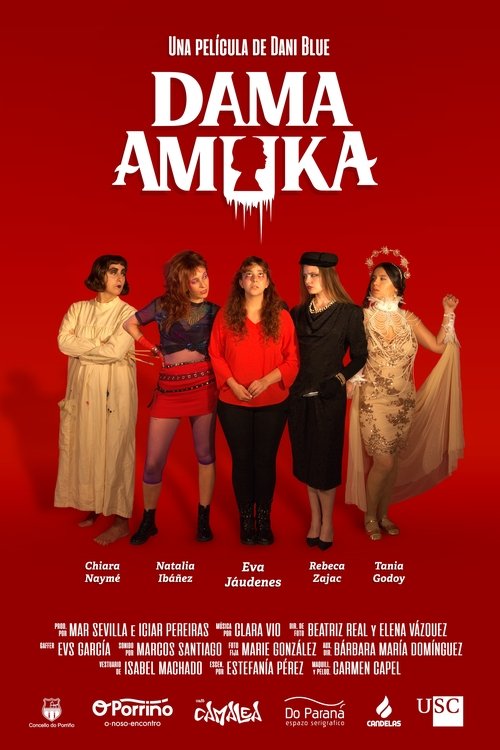 UNA PELÍCULA DE DANI BLUE
DAMA
AMUKA
Chiara Naymé
Natalia Ibáñez
Eva Jáudenes
Rebeca Zajac
Tania Godoy
PROD. POR MAR SEVILLA E ICIAR PEREIRAS MÚSICA POR CLARA VIO DIR. DE FOTO BEATRIZ REAL Y ELENA VÁZQUEZ
GAFFER EVS GARCÍA SONIDO POR MARCOS SANTIAGO FOTO FIJA MARIE GONZÁLEZ AUX. DIR. BÁRBARA MARÍA DOMÍNGUEZ
VESTUARIO DE ISABEL MACHADO ESCEN. POR ESTEFANÍA PÉREZ MAQUILL. Y PELUQ. CARMEN CAPEL
Concello do Porriño
O PORRIÑO
o·noso·encontro
CAMALEA
Do Paraná
espazo serigráfico
CANDELAS
USC